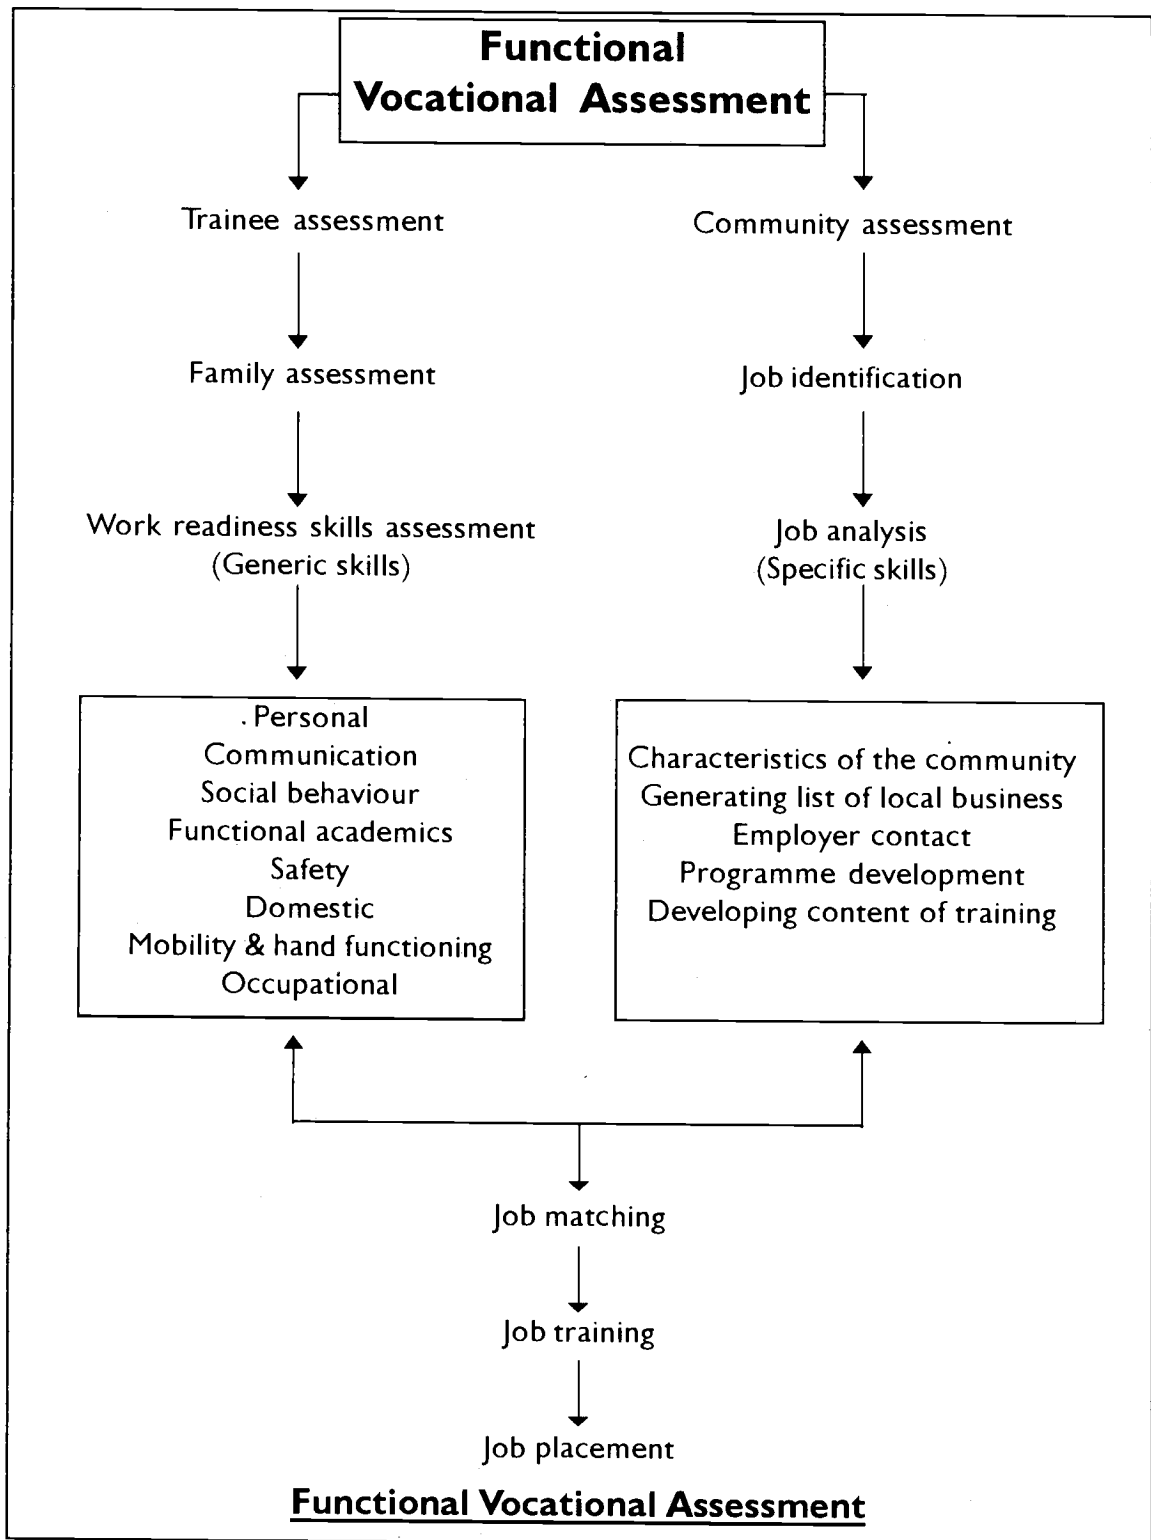 Functional
Vocational Assessment
Trainee assessment
Family assessment
Work readiness skills assessment
(Generic skills)
Personal
Communication
Social behaviour
Functional academics
Safety
Domestic
Mobility & hand functioning
Occupational
Community assessment
Job identification
Job analysis
(Specific skills)
Characteristics of the community
Generating list of local business
Employer contact
Programme development
Developing content of training
Job matching
Job training
Job placement
Functional Vocational Assessment